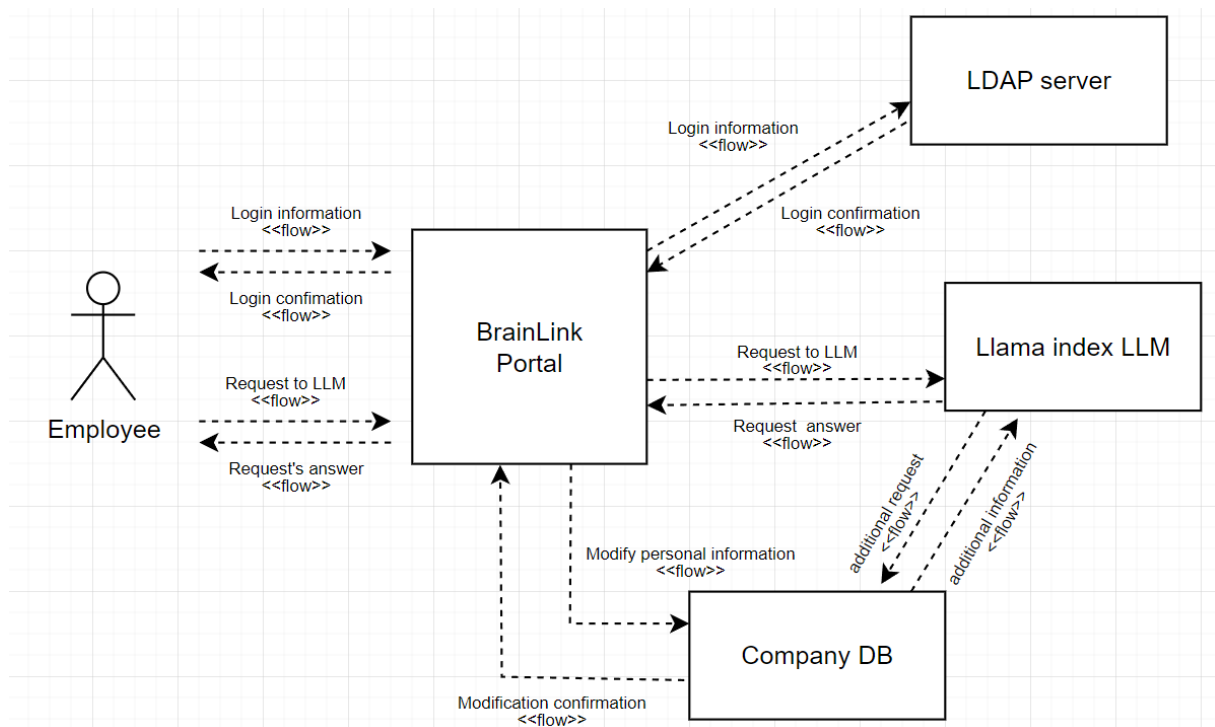 LDAP server
Login information
<<flow>>
Login confirmation
<<flow>>
Login information
<<flow>>
Login confimation
<<flow>>
BrainLink
Portal
Request to LLM
<<flow>>
Llama index LLM
Request to LLM
<<flow>>
Employee
Request  answer
<<flow>>
Request's answer
<<flow>>
additional request
<<flow>>
additional information
<<flow>>
Modify personal information
<<flow>>
Company DB
Modification confirmation
<<flow>>